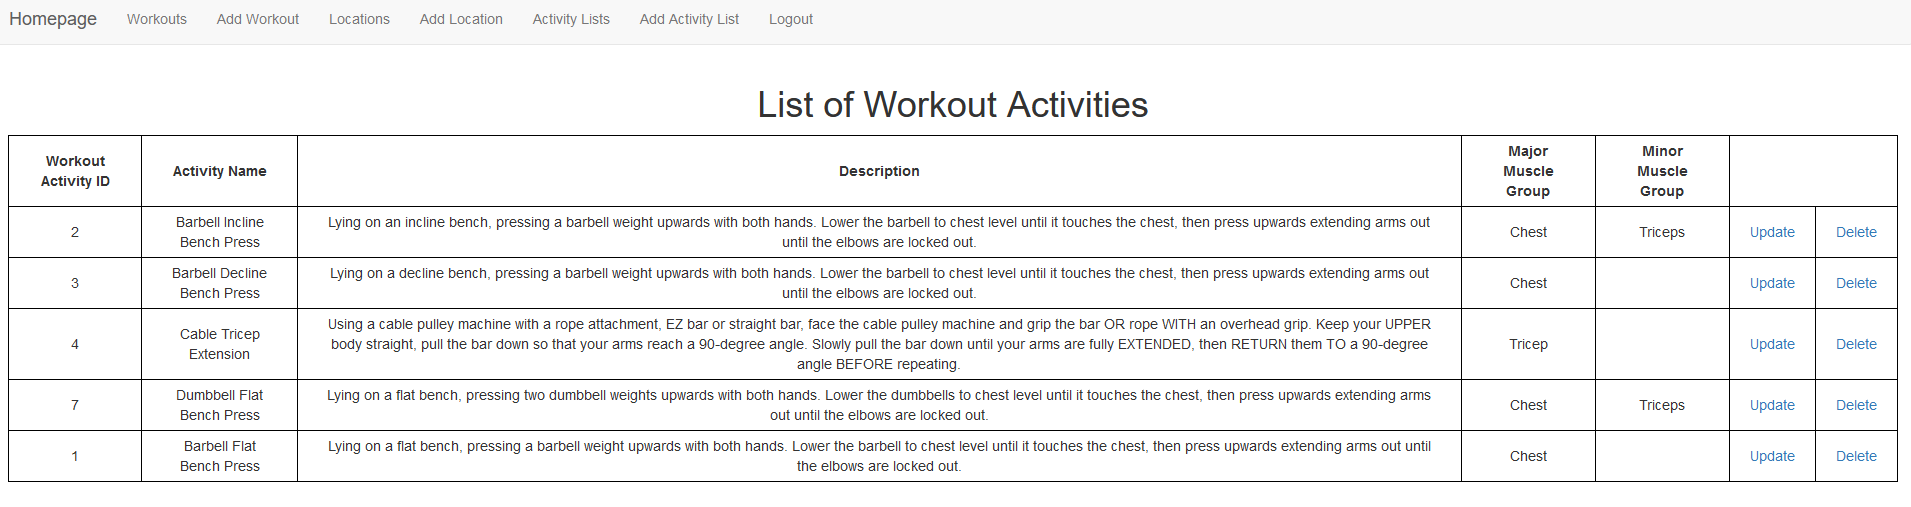 Homepage Workouts Add Workout Locations Add Location Activity Lists Add Activity List Logout
List of Workout Activities
Workout
Activity ID
Activity Name
Description
Major
Muscle
Group
Minor
Muscle
Group
2
Barbell Incline
Bench Press
Lying on an incline bench, pressing a barbell weight upwards with both hands. Lower the barbell to chest level until it touches the chest, then press upwards extending arms out
until the elbows are locked out.
Chest
Triceps
Update
Delete
3
Barbell Decline
Bench Press
Lying on a decline bench, pressing a barbell weight upwards with both hands. Lower the barbell to chest level until it touches the chest, then press upwards extending arms out
until the elbows are locked out.
Chest
Update
Delete
4
Cable Tricep
Extension
Using a cable pulley machine with a rope attachment, EZ bar or straight bar, face the cable pulley machine and grip the bar OR rope WITH an overhead grip. Keep your UPPER
body straight, pull the bar down so that your arms reach a 90-degree angle. Slowly pull the bar down until your arms are fully EXTENDED, then RETURN them TO a 90-degree
angle BEFORE repeating.
Tricep
Update
Delete
7
Dumbbell Flat
Bench Press
Lying on a flat bench, pressing two dumbbell weights upwards with both hands. Lower the dumbbells to chest level until it touches the chest, then press upwards extending arms
out until the elbows are locked out.
Chest
Triceps
Update
Delete
1
Barbell Flat
Bench Press
Lying on a flat bench, pressing a barbell weight upwards with both hands. Lower the barbell to chest level until it touches the chest, then press upwards extending arms out until
the elbows are locked out.
Chest
Update
Delete